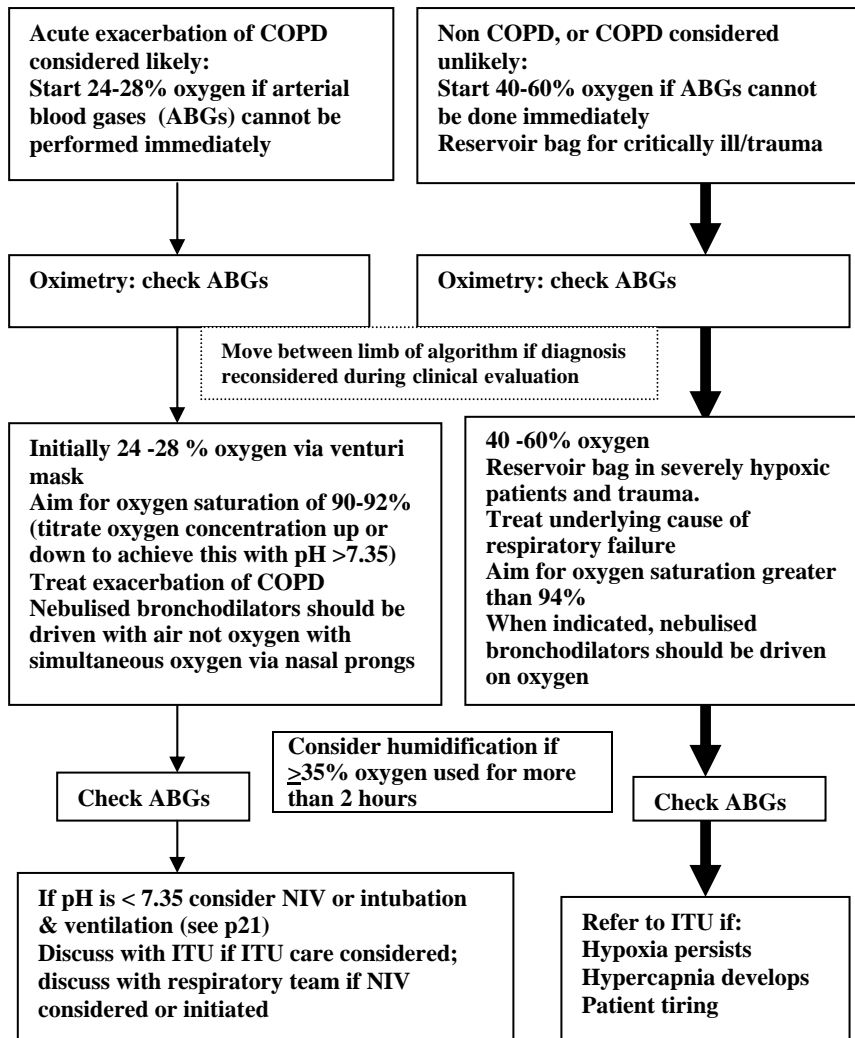 Acute exacerbation of COPD
considered likely:
Start 24-28% oxygen if arterial
blood gases  (ABGs) cannot be
performed immediately
Non COPD, or COPD considered
unlikely:
Start 40-60% oxygen if ABGs cannot
be done immediately
Reservoir bag for critically ill/trauma
Oximetry: check ABGs
Oximetry: check ABGs
Move between limb of algorithm if diagnosis
reconsidered during clinical evaluation
Initially 24 -28 % oxygen via venturi
mask
Aim for oxygen saturation of 90-92%
(titrate oxygen concentration up or
down to achieve this with pH >7.35)
Treat exacerbation of COPD
Nebulised bronchodilators should be
driven with air not oxygen with
simultaneous oxygen via nasal prongs
40 -60% oxygen
Reservoir bag in severely hypoxic
patients and trauma.
Treat underlying cause of
respiratory failure
Aim for oxygen saturation greater
than 94%
When indicated, nebulised
bronchodilators should be driven
on oxygen
Consider humidification if
≥35% oxygen used for more
than 2 hours
Check ABGs
Check ABGs
If pH is < 7.35 consider NIV or intubation
& ventilation (see p21)
Discuss with ITU if ITU care considered;
discuss with respiratory team if NIV
considered or initiated
Refer to ITU if:
Hypoxia persists
Hypercapnia develops
Patient tiring